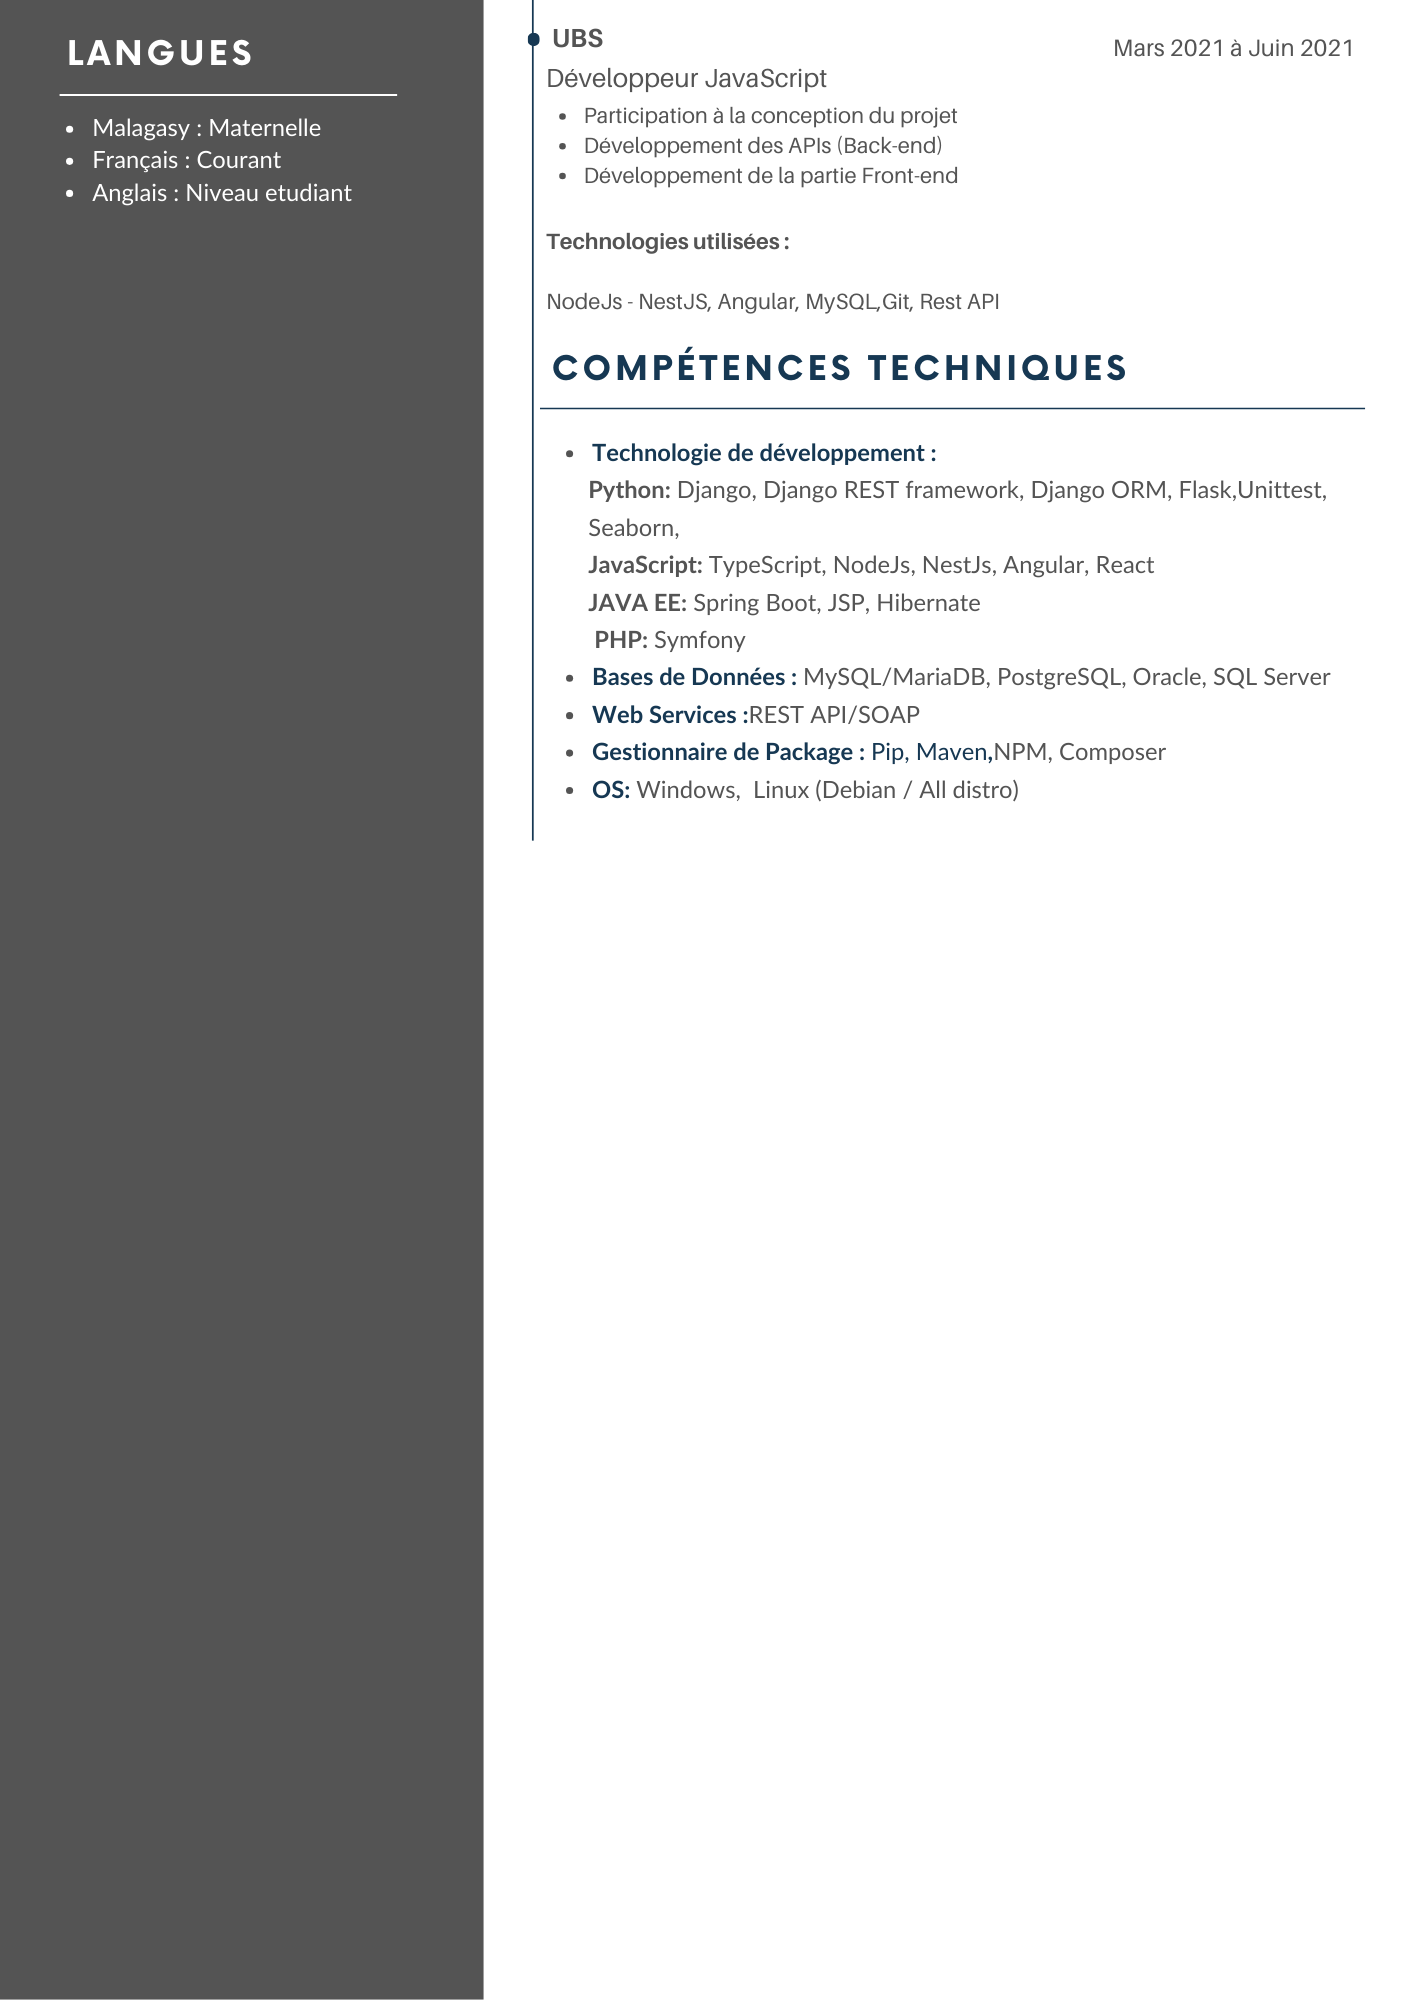 LANGUES
Malagasy : Maternelle
Français : Courant
Anglais : Niveau etudiant
UBS
Mars 2021 à Juin 2021
Développeur JavaScript
Participation à la conception du projet
Développement des APIs (Back-end)
Développement de la partie Front-end
Technologies utilisées :
NodeJs - NestJS, Angular, MySQL,Git, Rest API
COMPÉTENCES TECHNIQUES
Technologie de développement :
Python: Django, Django REST framework, Django ORM, Flask,Unittest,
Seaborn,
JavaScript: TypeScript, NodeJs, NestJs, Angular, React
JAVA EE: Spring Boot, JSP, Hibernate
PHP: Symfony
Bases de Données : MySQL/MariaDB, PostgreSQL, Oracle, SQL Server
Web Services :REST API/SOAP
Gestionnaire de Package : Pip, Maven,NPM, Composer
OS: Windows,  Linux (Debian / All distro)